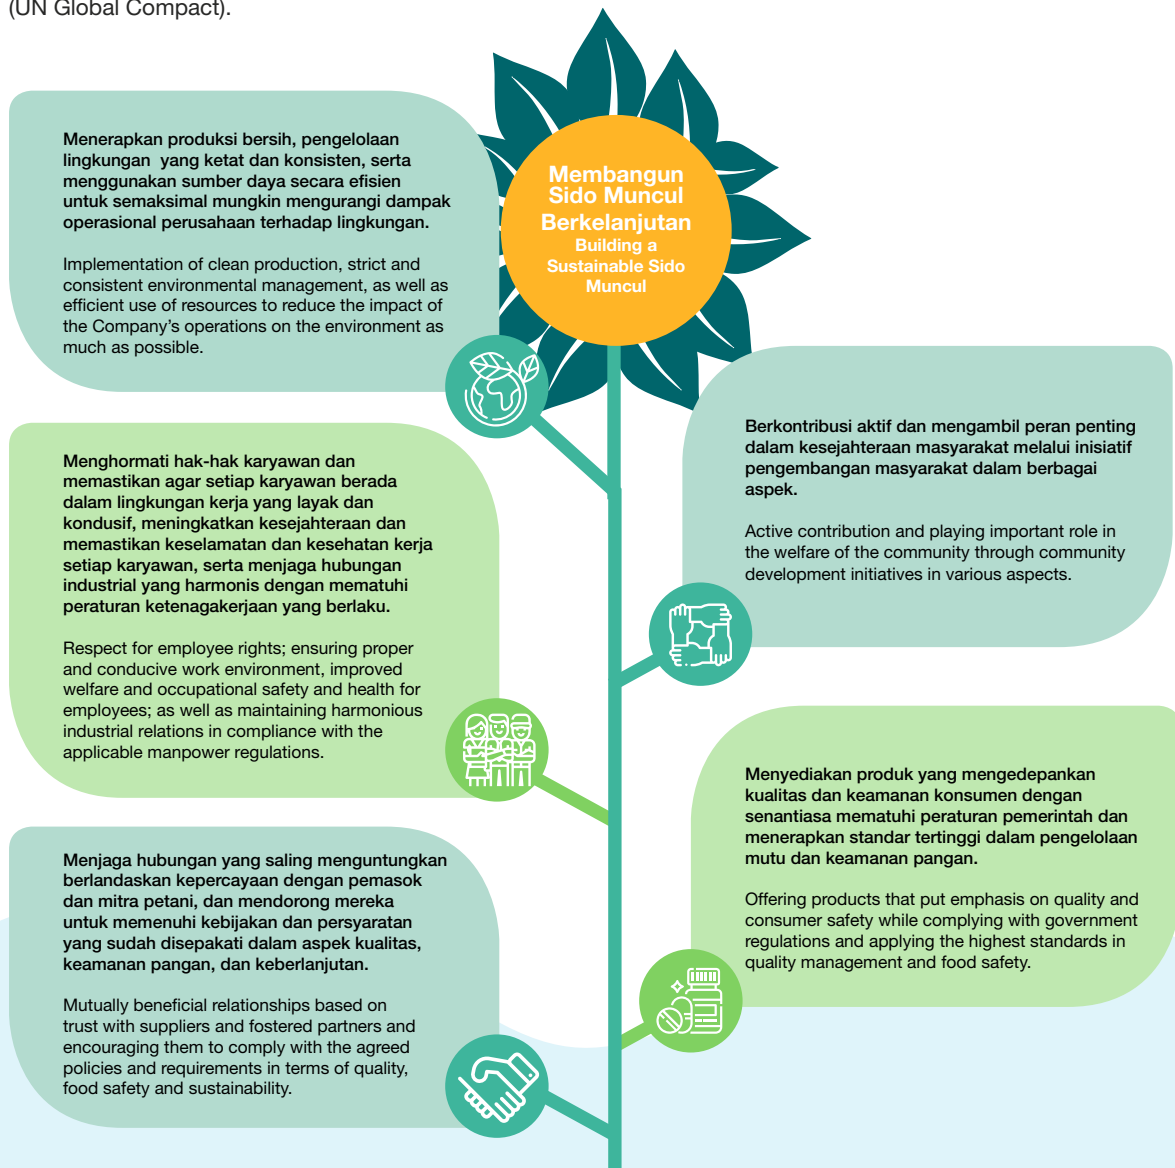 (UN Global Compact).
Membangun
Sido Muncul
Berkelanjutan
Building a
Sustainable Sido
Muncul
Menerapkan produksi bersih, pengelolaan
lingkungan yang ketat dan konsisten, serta
menggunakan sumber daya secara efisien
untuk semaksimal mungkin mengurangi dampak
operasional perusahaan terhadap lingkungan.
Implementation of clean production, strict and
consistent environmental management, as well as
efficient use of resources to reduce the impact of
the Company’s operations on the environment as
much as possible.
Berkontribusi aktif dan mengambil peran penting
dalam kesejahteraan masyarakat melalui inisiatif
pengembangan masyarakat dalam berbagai
aspek.
Active contribution and playing important role in
the welfare of the community through community
development initiatives in various aspects.
Menghormati hak-hak karyawan dan
memastikan agar setiap karyawan berada
dalam lingkungan kerja yang layak dan
kondusif, meningkatkan kesejahteraan dan
memastikan keselamatan dan kesehatan kerja
setiap karyawan, serta menjaga hubungan
industrial yang harmonis dengan mematuhi
peraturan ketenagakerjaan yang berlaku.
Respect for employee rights; ensuring proper
and conducive work environment, improved
welfare and occupational safety and health for
employees; as well as maintaining harmonious
industrial relations in compliance with the
applicable manpower regulations.
Menyediakan produk yang mengedepankan
kualitas dan keamanan konsumen dengan
senantiasa mematuhi peraturan pemerintah dan
menerapkan standar tertinggi dalam pengelolaan
mutu dan keamanan pangan.
Offering products that put emphasis on quality and
consumer safety while complying with government
regulations and applying the highest standards in
quality management and food safety.
Menjaga hubungan yang saling menguntungkan
berlandaskan kepercayaan dengan pemasok
dan mitra petani, dan mendorong mereka
untuk memenuhi kebijakan dan persyaratan
yang sudah disepakati dalam aspek kualitas,
keamanan pangan, dan keberlanjutan.
Mutually beneficial relationships based on
trust with suppliers and fostered partners and
encouraging them to comply with the agreed
policies and requirements in terms of quality,
food safety and sustainability.